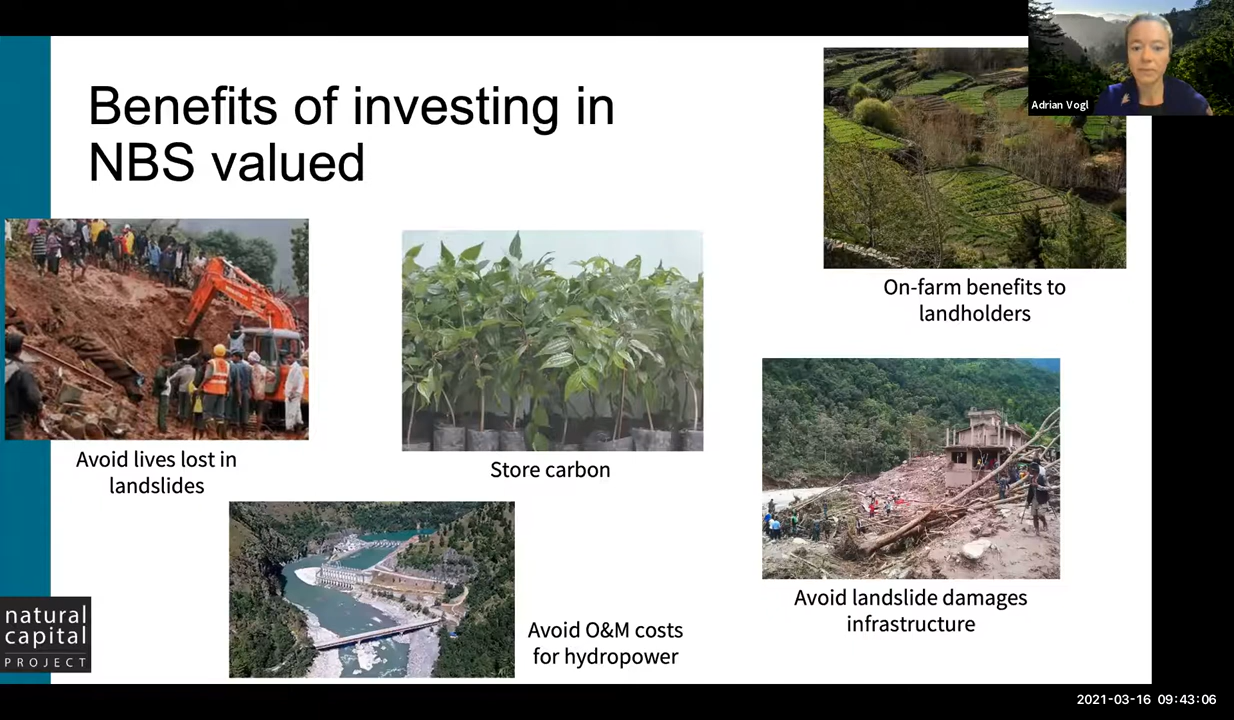 Benefits of investing in
NBS valued
Adrian Vogl
On-farm benefits to
landholders
Avoid lives lost in
landslides
Store carbon
Avoid landslide damages
infrastructure
Avoid O&M costs
for hydropower
natural
capital
PROJECT
2021-03-16 09:43:06